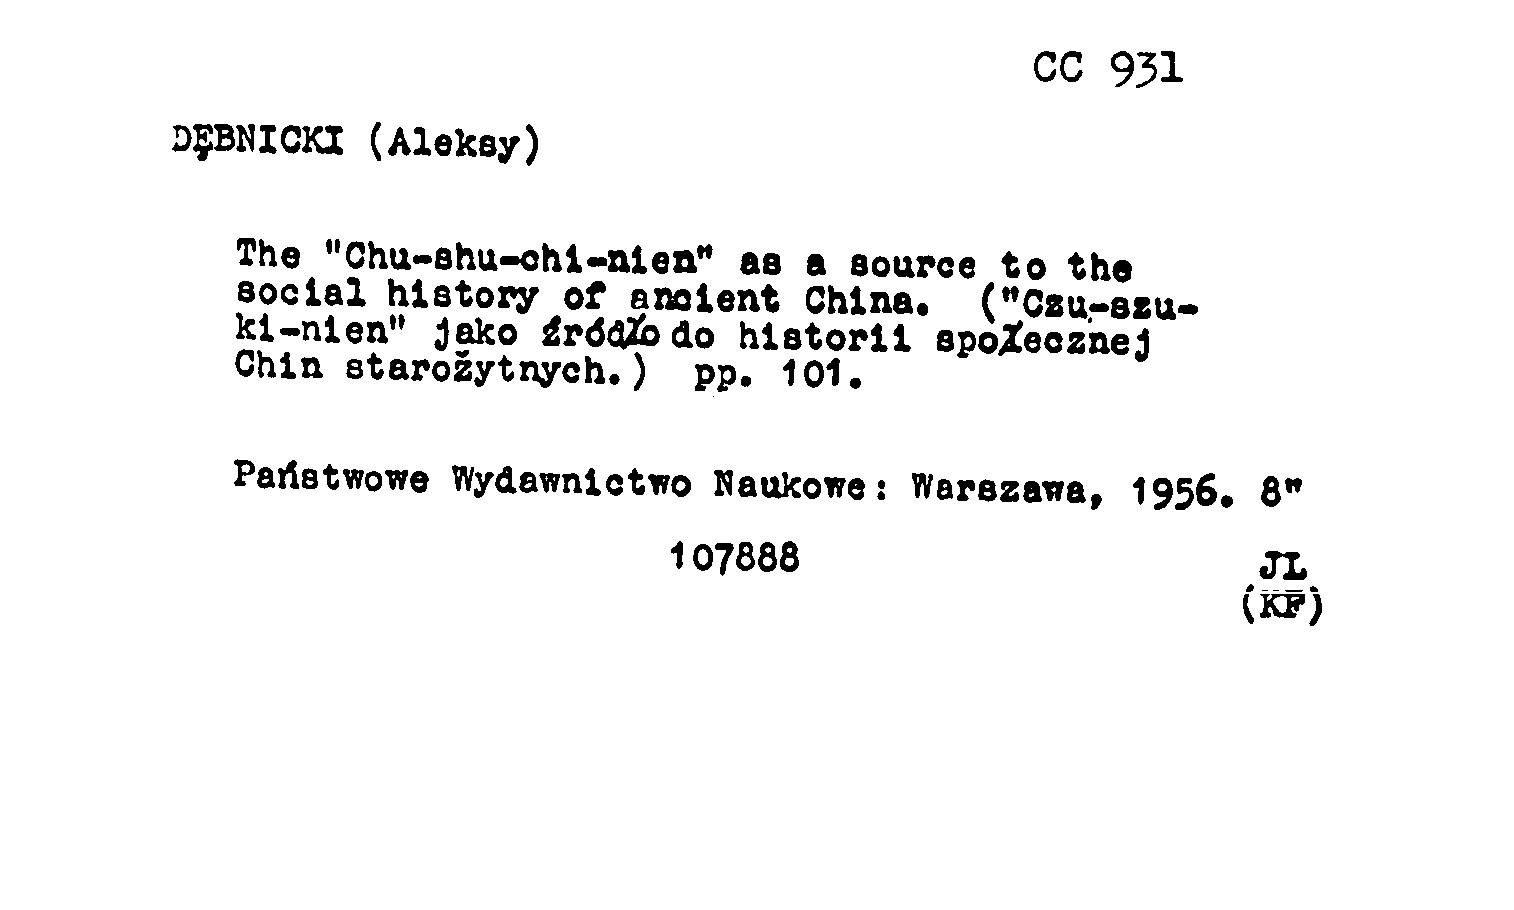 CC 931
DĘBNICKI (Aleksy)
The "Chu-shu-chi-nien" as a source to the
social history of ancient China. ("Czu-szu-
ki-nien" jako źródło do historii społecznej
Chin starožytnych.) pp. 101.
Państwowe Wydawnictwo Naukowe: Warszawa, 1956. 8"
107888
JL
(KF)